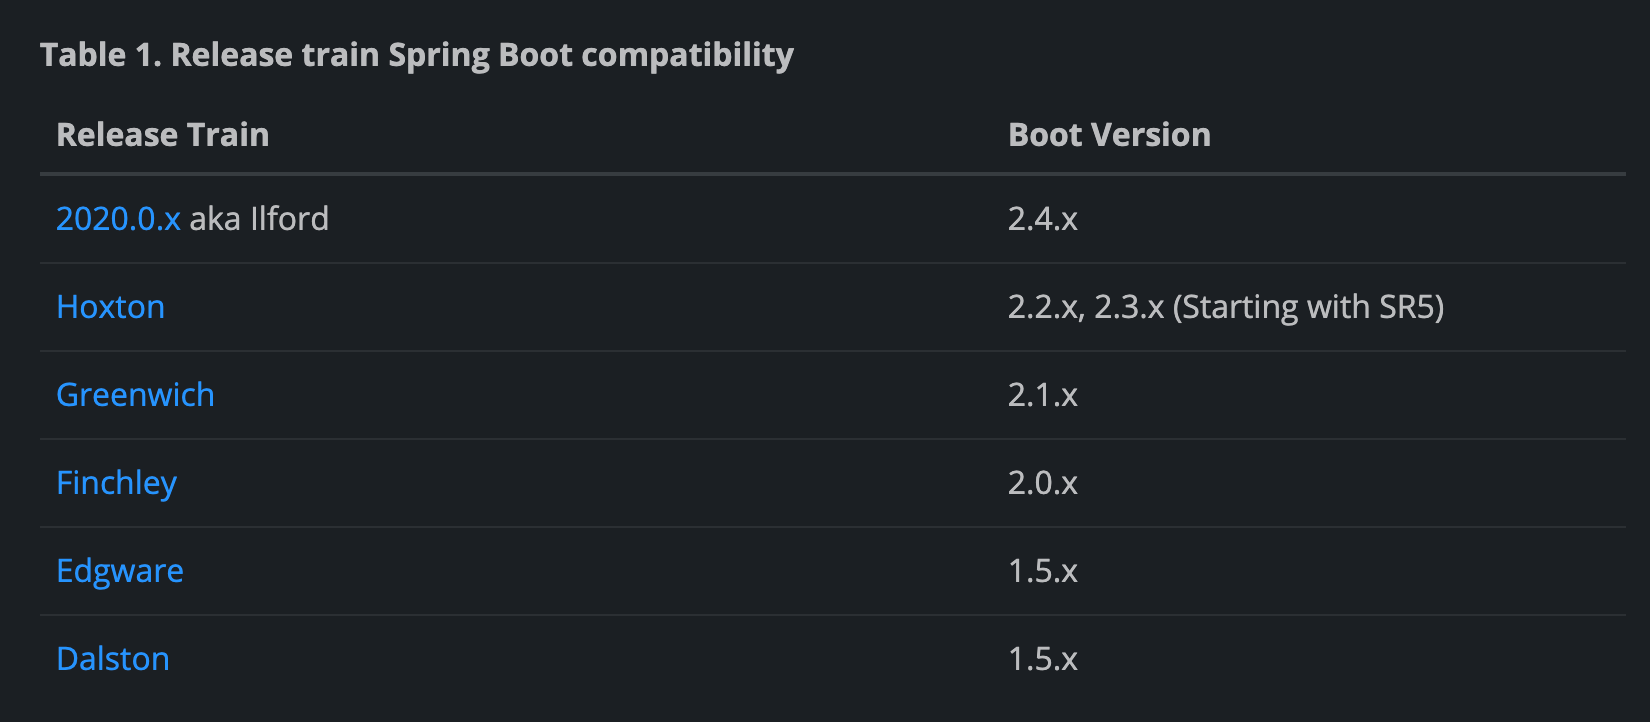 Table 1. Release train Spring Boot compatibility
Release Train Boot Version
2020.0.x aka Ilford 2.4.x
Hoxton 2.2.x, 2.3.x (Starting with SR5)
Greenwich 2.1.x
Finchley 2.0.x
Edgware 1.5.x
Dalston 1.5.x